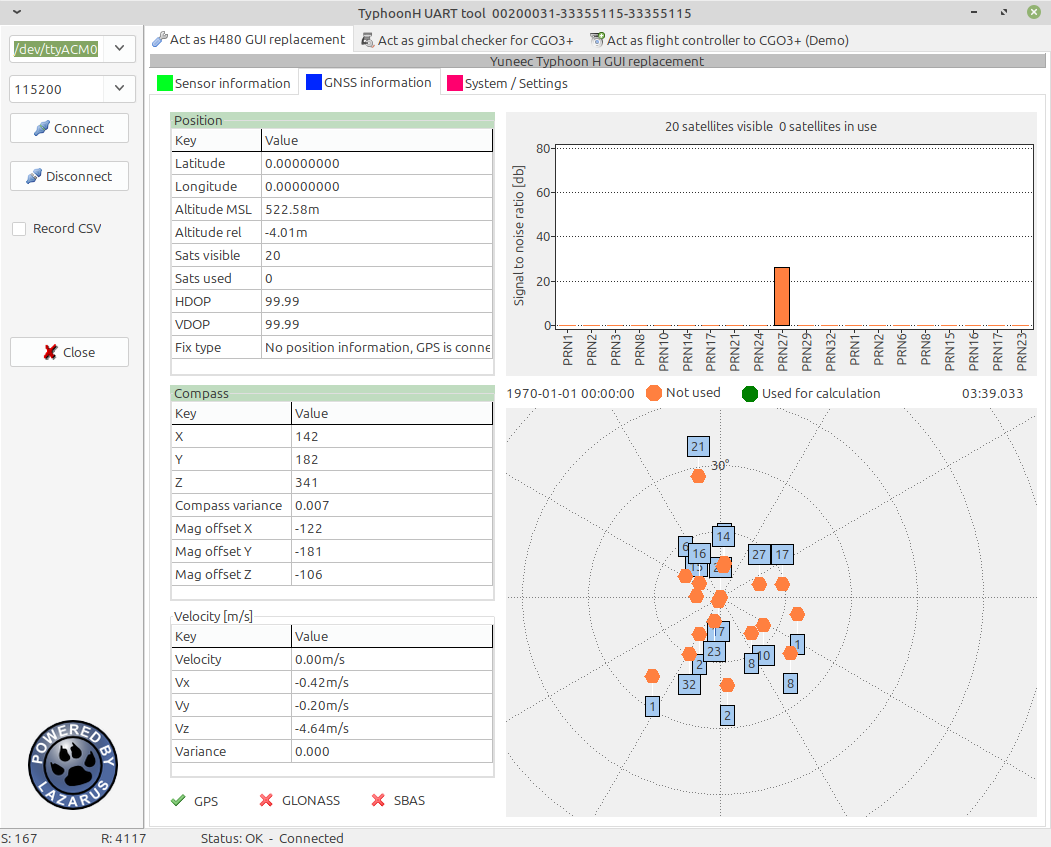 TyphoonH UART tool 00200031-33355115-33355115
/dev/ttyACM0
115200
Connect
Disconnect
Record CSV
Close
POWERED BY LAZARUS
Act as H480 GUI replacement
Act as gimbal checker for CGO3+
Act as flight controller to CGO3+ (Demo)
Yuneec Typhoon H GUI replacement
Sensor information
GNSS information
System / Settings
Position
Key Value
Latitude 0.00000000
Longitude 0.00000000
Altitude MSL 522.58m
Altitude rel -4.01m
Sats visible 20
Sats used 0
HDOP 99.99
VDOP 99.99
Fix type No position information, GPS is conne
Compass
Key Value
X 142
Y 182
Z 341
Compass variance 0.007
Mag offset X -122
Mag offset Y -181
Mag offset Z -106
Velocity [m/s]
Key Value
Velocity 0.00m/s
Vx -0.42m/s
Vy -0.20m/s
Vz -4.64m/s
Variance 0.000
GPS
GLONASS
SBAS
20 satellites visible 0 satellites in use
Signal to noise ratio [db]
80
60
40
20
0
PRN1 PRN2 PRN3 PRN8 PRN10 PRN14 PRN17 PRN21 PRN24 PRN27 PRN29 PRN32 PRN1 PRN2 PRN6 PRN8 PRN15 PRN16 PRN17 PRN23
1970-01-01 00:00:00 Not used Used for calculation 03:39.033
21
30°
14
6
16
27
17
17
23
1
10
8
2
32
8
1
2
S: 167 R: 4117 Status: OK - Connected